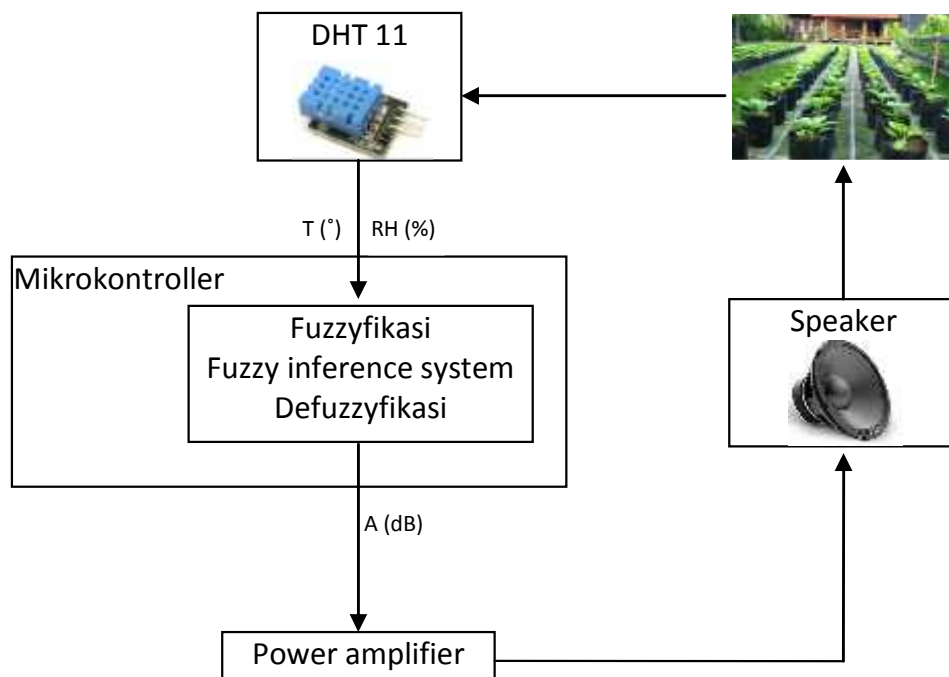 DHT 11
T (˚) RH (%)
Mikrokontroller
Fuzzyfikasi
Fuzzy inference system
Defuzzyfikasi
Speaker
A (dB)
Power amplifier